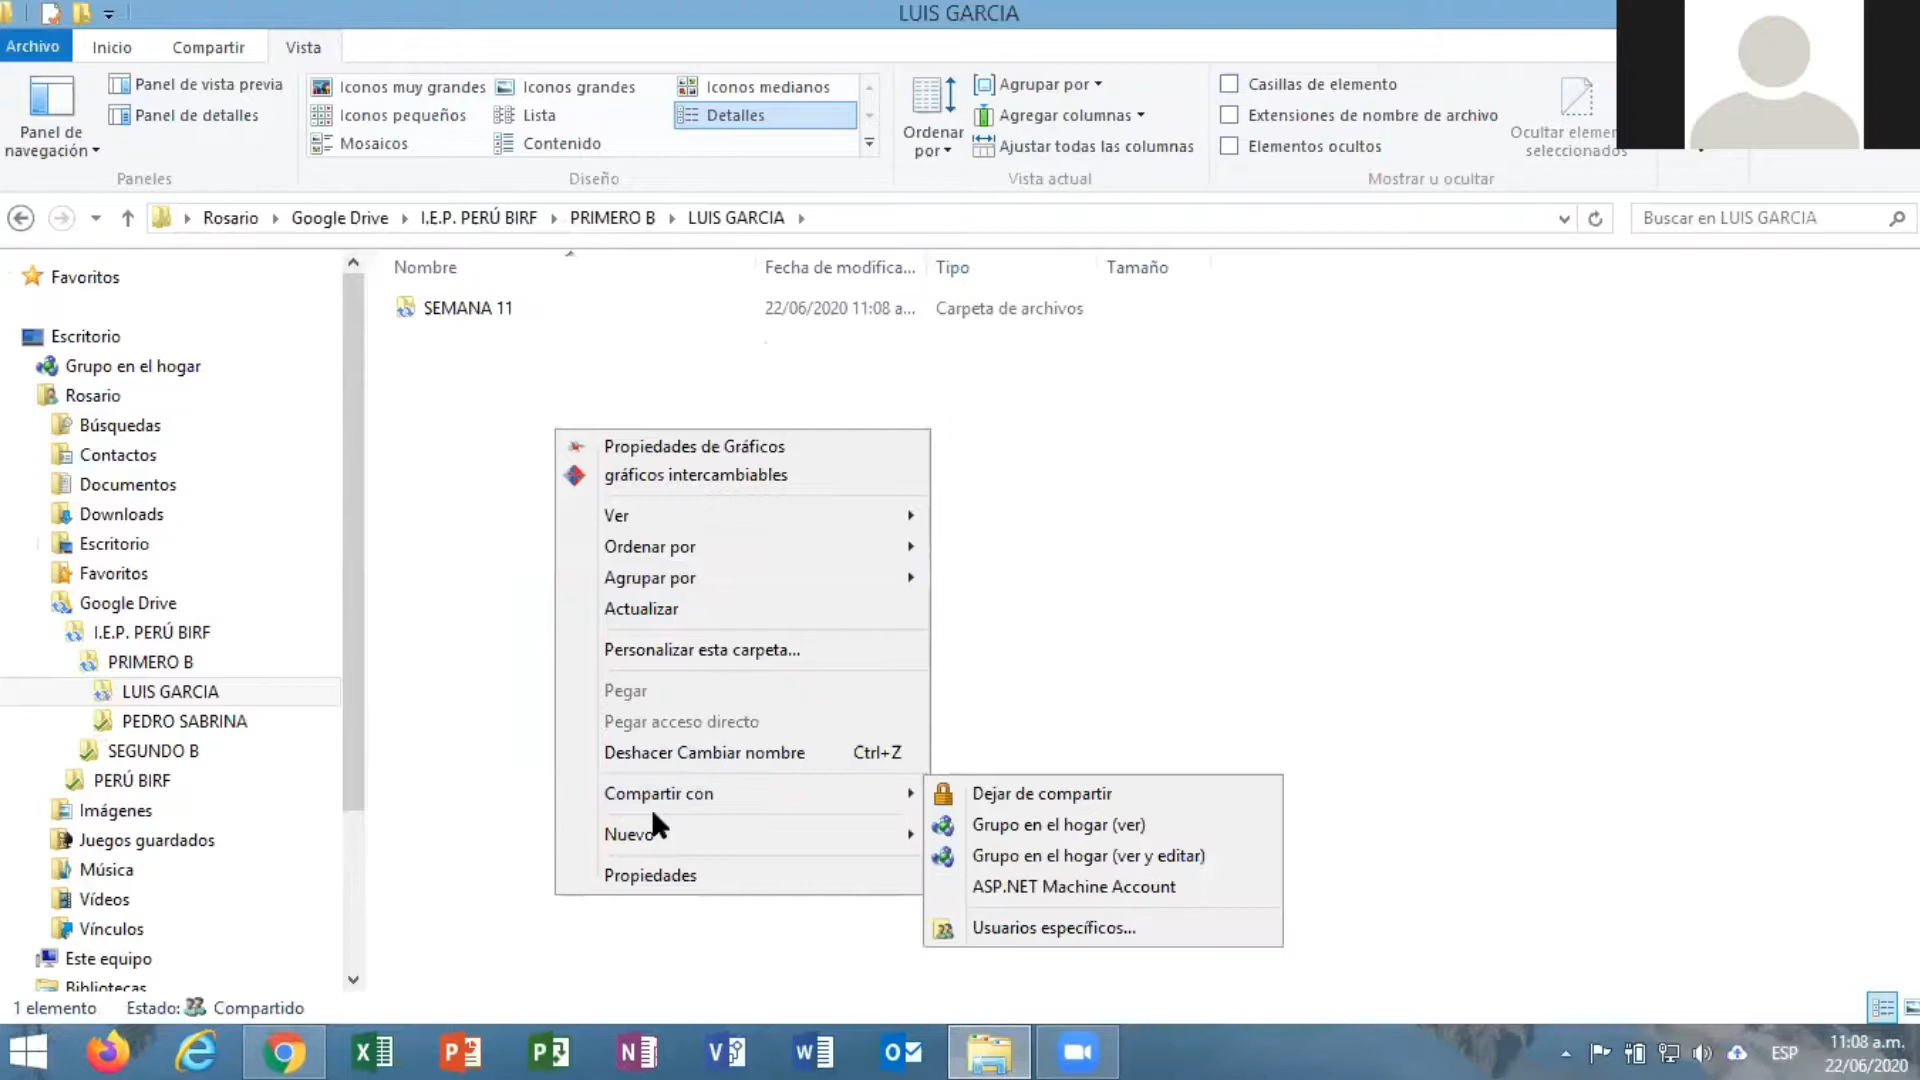 LUIS GARCIA
Archivo
Inicio
Compartir
Vista
Panel de navegación
Panel de vista previa
Panel de detalles
Paneles
Iconos muy grandes
Iconos grandes
Iconos medianos
Iconos pequeños
Lista
Detalles
Mosaicos
Contenido
Diseño
Ordenar por
Agrupar por
Agregar columnas
Ajustar todas las columnas
Vista actual
Casillas de elemento
Extensiones de nombre de archivo
Elementos ocultos
Ocultar
seleccionados
Mostrar u ocultar
Rosario
Google Drive
I.E.P. PERÚ BIRF
PRIMERO B
LUIS GARCIA
Buscar en LUIS GARCIA
Favoritos
Escritorio
Grupo en el hogar
Rosario
Búsquedas
Contactos
Documentos
Downloads
Escritorio
Favoritos
Google Drive
I.E.P. PERÚ BIRF
PRIMERO B
LUIS GARCIA
PEDRO SABRINA
SEGUNDO B
PERÚ BIRF
Imágenes
Juegos guardados
Música
Vídeos
Vínculos
Este equipo
Bibliotecas
Nombre
Fecha de modifica...
Tipo
Tamaño
SEMANA 11
22/06/2020 11:08 a...
Carpeta de archivos
Propiedades de Gráficos
gráficos intercambiables
Ver
Ordenar por
Agrupar por
Actualizar
Personalizar esta carpeta...
Pegar
Pegar acceso directo
Deshacer Cambiar nombre Ctrl+Z
Compartir con
Nuevo
Propiedades
Dejar de compartir
Grupo en el hogar (ver)
Grupo en el hogar (ver y editar)
ASP.NET Machine Account
Usuarios específicos...
1 elemento
Estado: Compartido
ESP
11:08 a.m.
22/06/2020